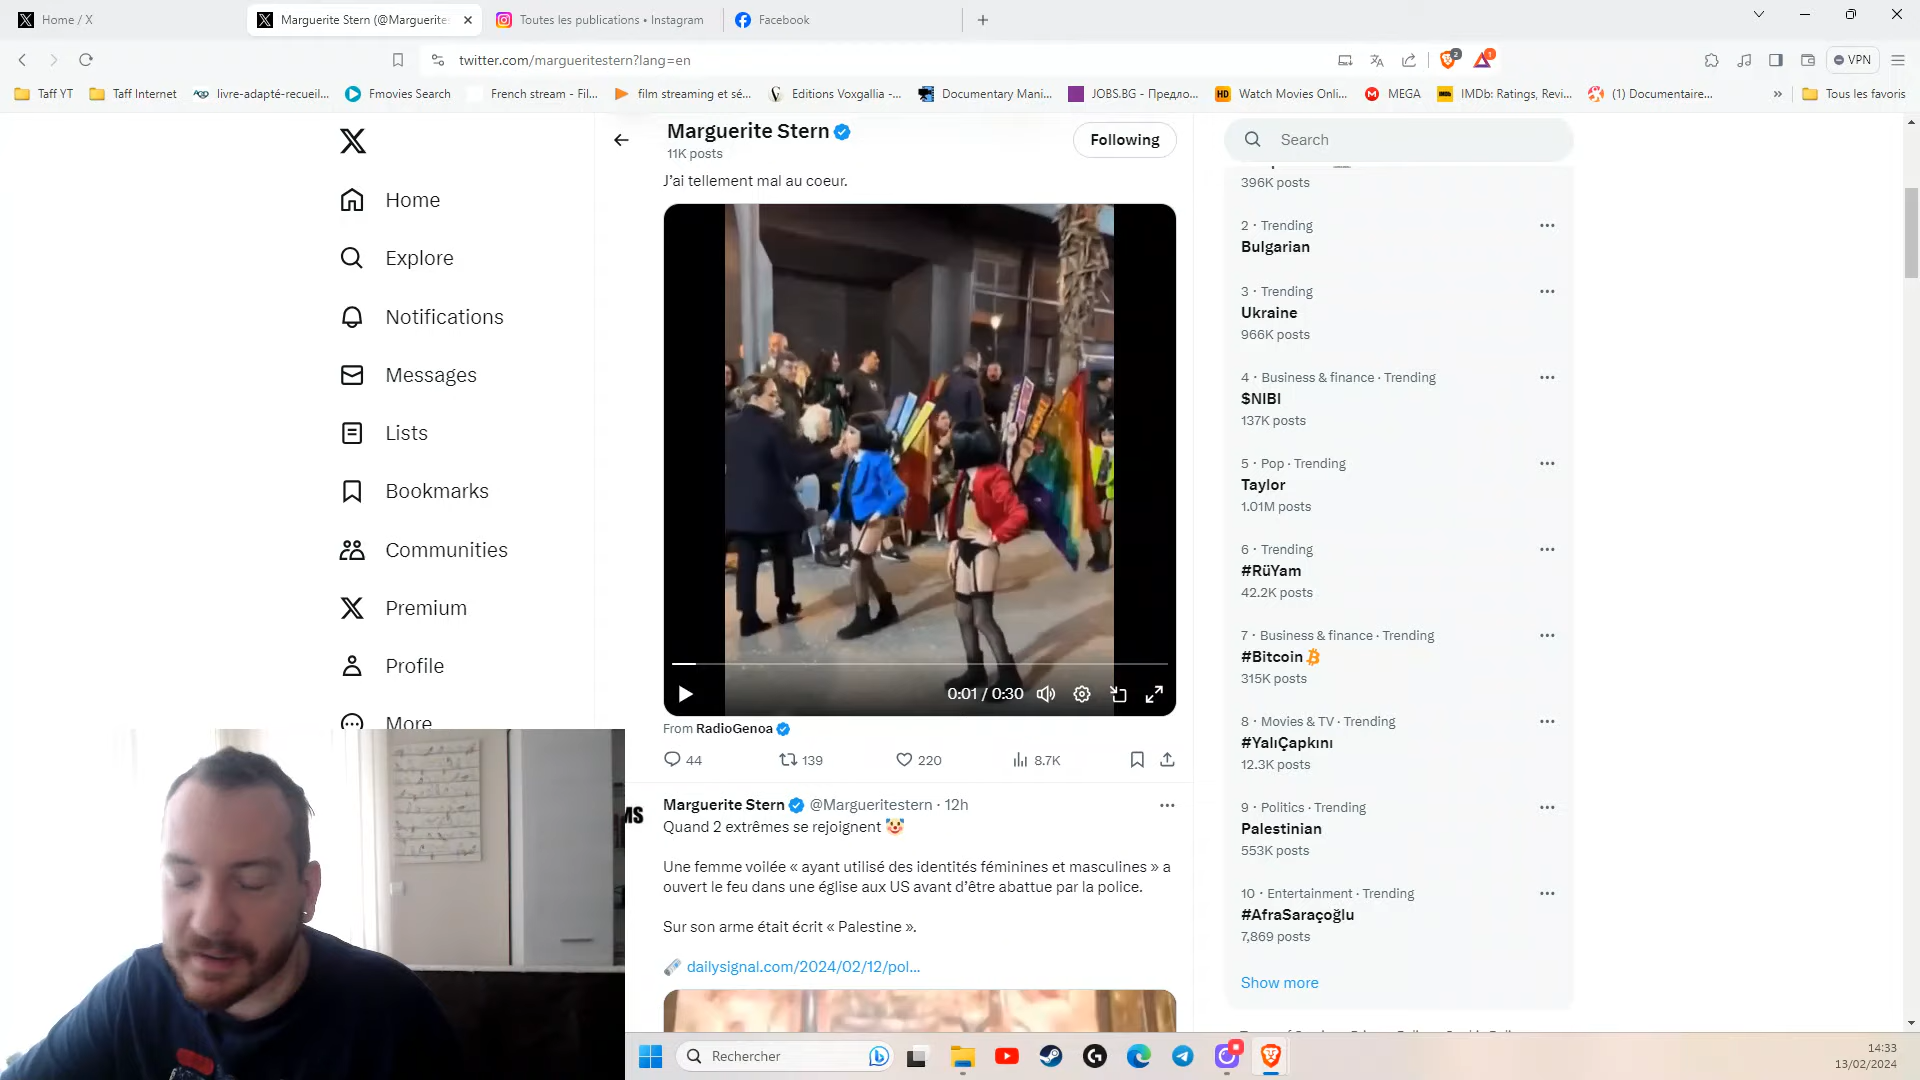 Home / X
Marguerite Stern (@Marguerite
Toutes les publications • Instagram
Facebook
twitter.com/margueritestern?lang=en
2
1
VPN
Taff YT
Taff Internet
livre-adapté-recueil...
Fmovies Search
French stream - Fil...
film streaming et sé...
Editions Voxgallia -...
Documentary Mani...
JOBS.BG - Предло...
Watch Movies Onli...
MEGA
IMDb: Ratings, Revi...
(1) Documentaire...
Tous les favoris
Home
Explore
Notifications
Messages
Lists
Bookmarks
Communities
Premium
Profile
More
Marguerite Stern
11K posts
Following
J'ai tellement mal au coeur.
0:01 / 0:30
From RadioGenoa
44
139
220
8.7K
Marguerite Stern @Margueritestern · 12h
Quand 2 extrêmes se rejoignent 🤡
Une femme voilée « ayant utilisé des identités féminines et masculines » a
ouvert le feu dans une église aux US avant d'être abattue par la police.
Sur son arme était écrit « Palestine ».
🗞️ dailysignal.com/2024/02/12/pol...
Search
396K posts
2 · Trending
Bulgarian
3 · Trending
Ukraine
966K posts
4 · Business & finance · Trending
$NIBI
137K posts
5 · Pop · Trending
Taylor
1.01M posts
6 · Trending
#RüYam
42.2K posts
7 · Business & finance · Trending
#Bitcoin
315K posts
8 · Movies & TV · Trending
#YalıÇapkını
12.3K posts
9 · Politics · Trending
Palestinian
553K posts
10 · Entertainment · Trending
#AfraSaraçoğlu
7,869 posts
Show more
Rechercher
14:33
13/02/2024